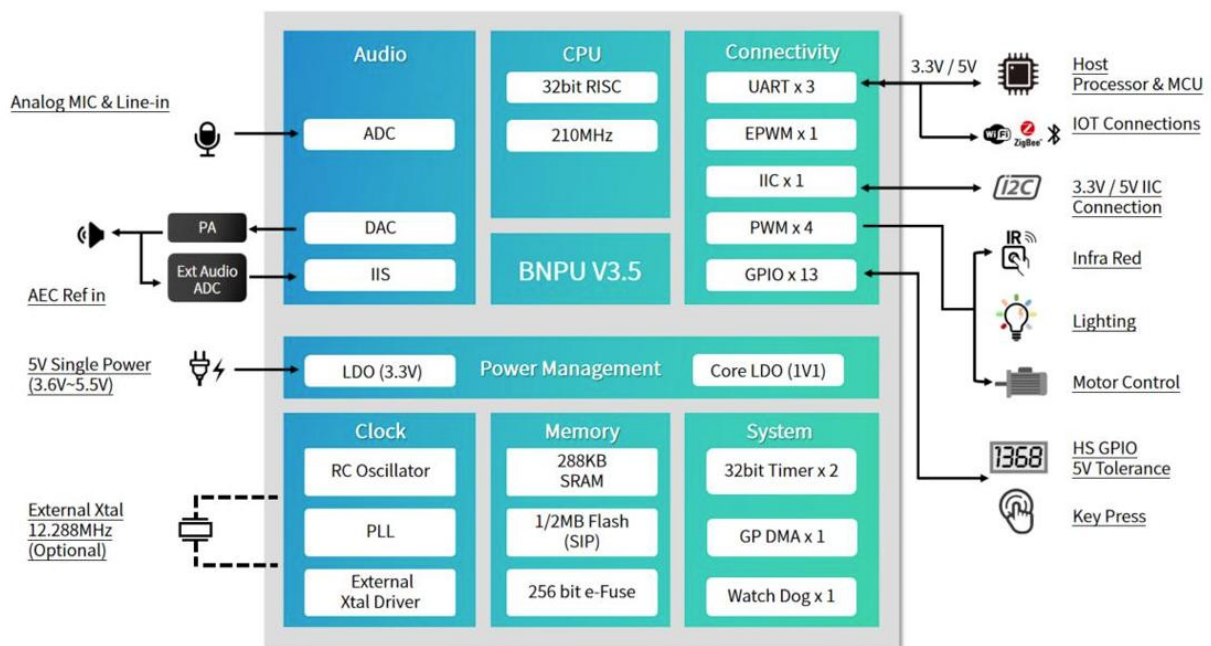 Analog MIC & Line-in
PA
Ext Audio
ADC
AEC Ref in
5V Single Power
(3.6V~5.5V)
External Xtal
12.288MHz
(Optional)
Audio
ADC
DAC
IIS
CPU
32bit RISC
210MHz
BNPU V3.5
Connectivity
UART x 3
EPWM x 1
IIC x 1
PWM x 4
GPIO x 13
LDO (3.3V)
Power Management
Core LDO (1V1)
Clock
RC Oscillator
PLL
External
Xtal Driver
Memory
288KB
SRAM
1/2MB Flash
(SIP)
256 bit e-Fuse
System
32bit Timer x 2
GP DMA x 1
Watch Dog x 1
3.3V / 5V
Host
Processor & MCU
WiFi
Z
ZigBee
IOT Connections
I2C
3.3V / 5V IIC
Connection
IR
Infra Red
Lighting
Motor Control
1368
HS GPIO
5V Tolerance
Key Press